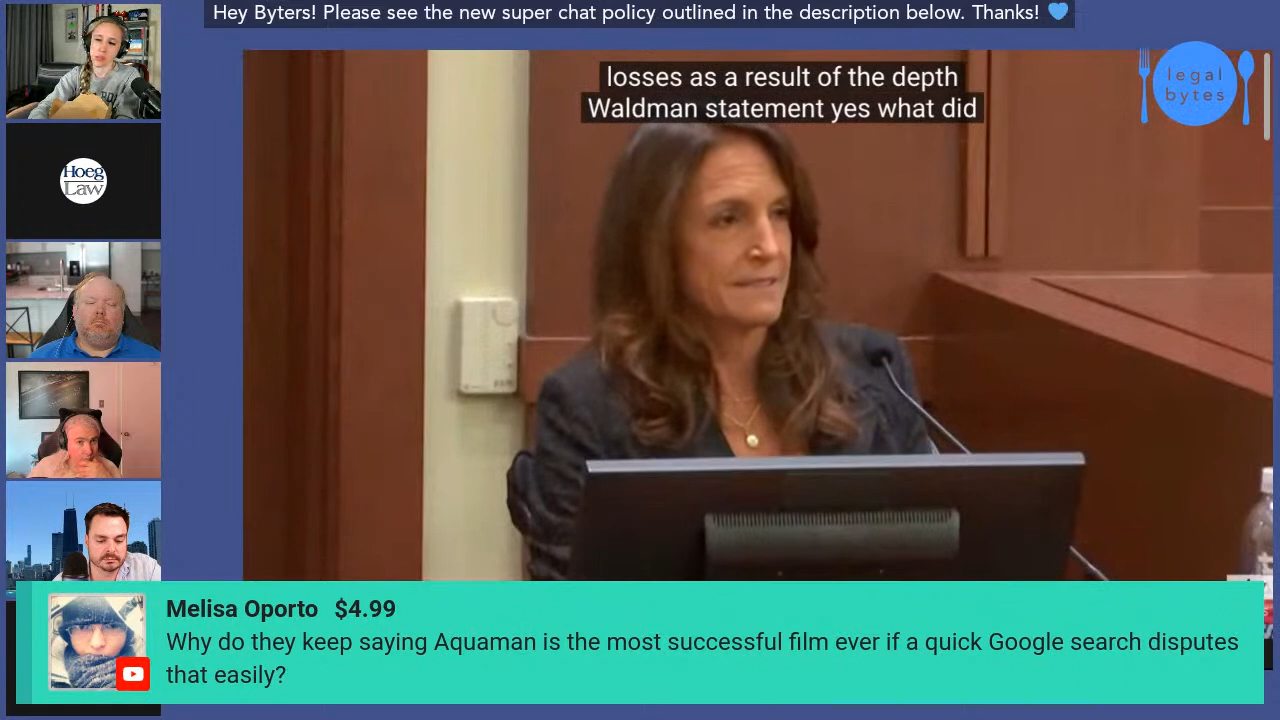 Hey Byters! Please see the new super chat policy outlined in the description below. Thanks! 💙
legal
bytes
Hoeg
Law
losses as a result of the depth
Waldman statement yes what did
Melisa Oporto $4.99
Why do they keep saying Aquaman is the most successful film ever if a quick Google search disputes
that easily?